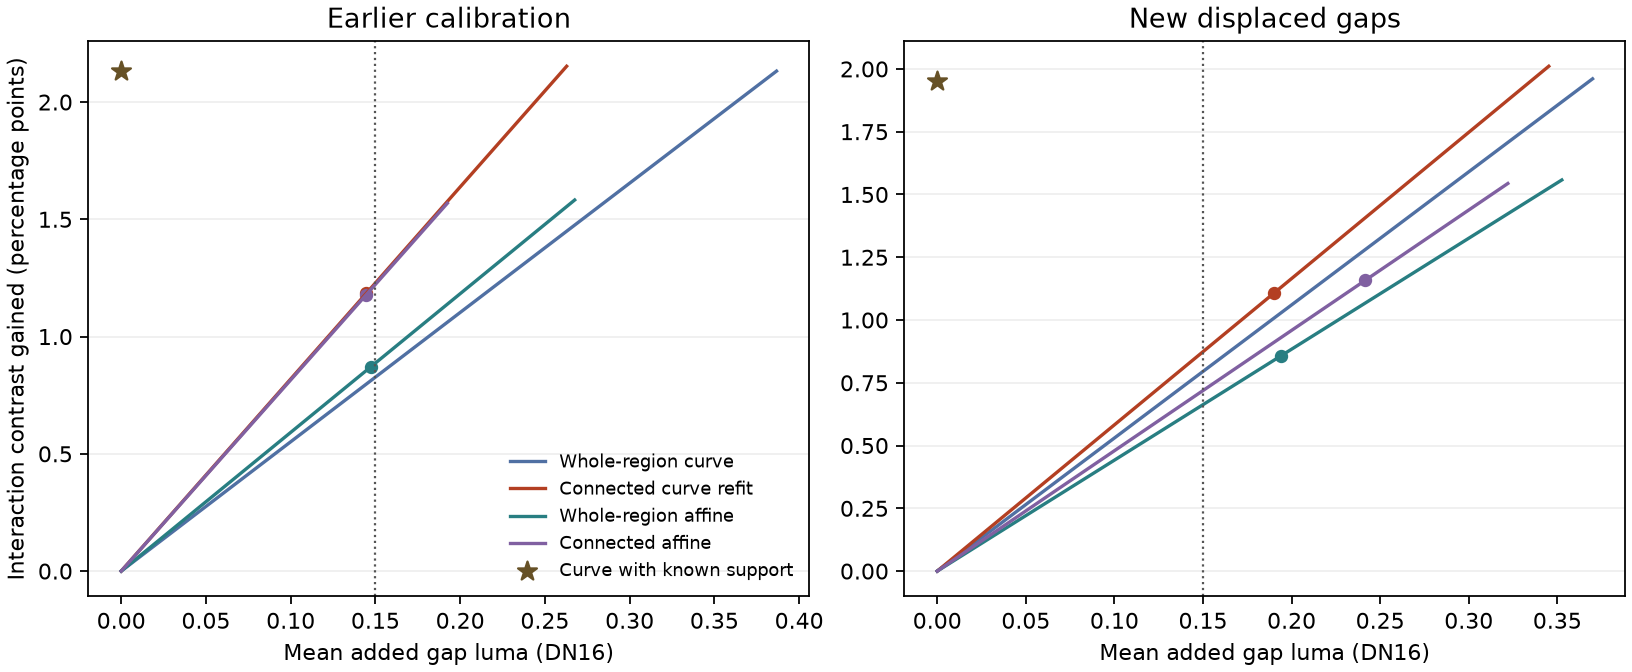 Earlier calibration
Interaction contrast gained (percentage points)
2.0
1.5
1.0
0.5
0.0
Whole-region curve
Connected curve refit
Whole-region affine
Connected affine
Curve with known support
0.00 0.05 0.10 0.15 0.20 0.25 0.30 0.35 0.40
Mean added gap luma (DN16)
New displaced gaps
2.00
1.75
1.50
1.25
1.00
0.75
0.50
0.25
0.00
0.00 0.05 0.10 0.15 0.20 0.25 0.30 0.35
Mean added gap luma (DN16)